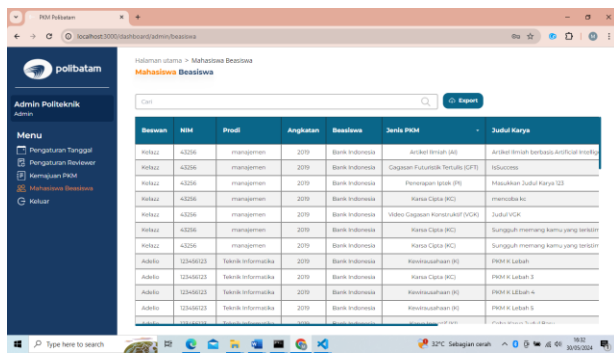 PKM Polibatam
localhost:3000/dashboard/admin/beasiswa
polibatam
Halaman utama > Mahasiswa Beasiswa
Mahasiswa Beasiswa
Admin Politeknik
Admin
Cari
Export
Menu
Pengaturan Tanggal
Pengaturan Reviewer
Kemajuan PKM
Mahasiswa Beasiswa
Keluar
Beswan NIM Prodi Angkatan Beasiswa Jenis PKM Judul Karya
Kelazz 43256 manajemen 2019 Bank Indonesia Artikel Ilmiah (AI) Artikel Ilmiah berbasis Artificial Intellig
Kelazz 43256 manajemen 2019 Bank Indonesia Gagasan Futuristik Tertulis (GFT) IsSuccess
Kelazz 43256 manajemen 2019 Bank Indonesia Penerapan Iptek (PI) Masukkan Judul Karya 123
Kelazz 43256 manajemen 2019 Bank Indonesia Karsa Cipta (KC) mencoba kc
Kelazz 43256 manajemen 2019 Bank Indonesia Video Gagasan Konstruktif (VGK) Judul VGK
Kelazz 43256 manajemen 2019 Bank Indonesia Karsa Cipta (KC) Sungguh memang kamu yang teristim
Kelazz 43256 manajemen 2019 Bank Indonesia Karsa Cipta (KC) Sungguh memang kamu yang teristim
Adelio 123456123 Teknik Informatika 2019 Bank Indonesia Kewirausahaan (K) PKM K Lebah
Adelio 123456123 Teknik Informatika 2019 Bank Indonesia Kewirausahaan (K) PKM K Lebah 3
Adelio 123456123 Teknik Informatika 2019 Bank Indonesia Kewirausahaan (K) PKM K LEbah 4
Adelio 123456123 Teknik Informatika 2019 Bank Indonesia Kewirausahaan (K) PKM K Lebah 5
Type here to search
32°C Sebagian cerah
30/05/2024